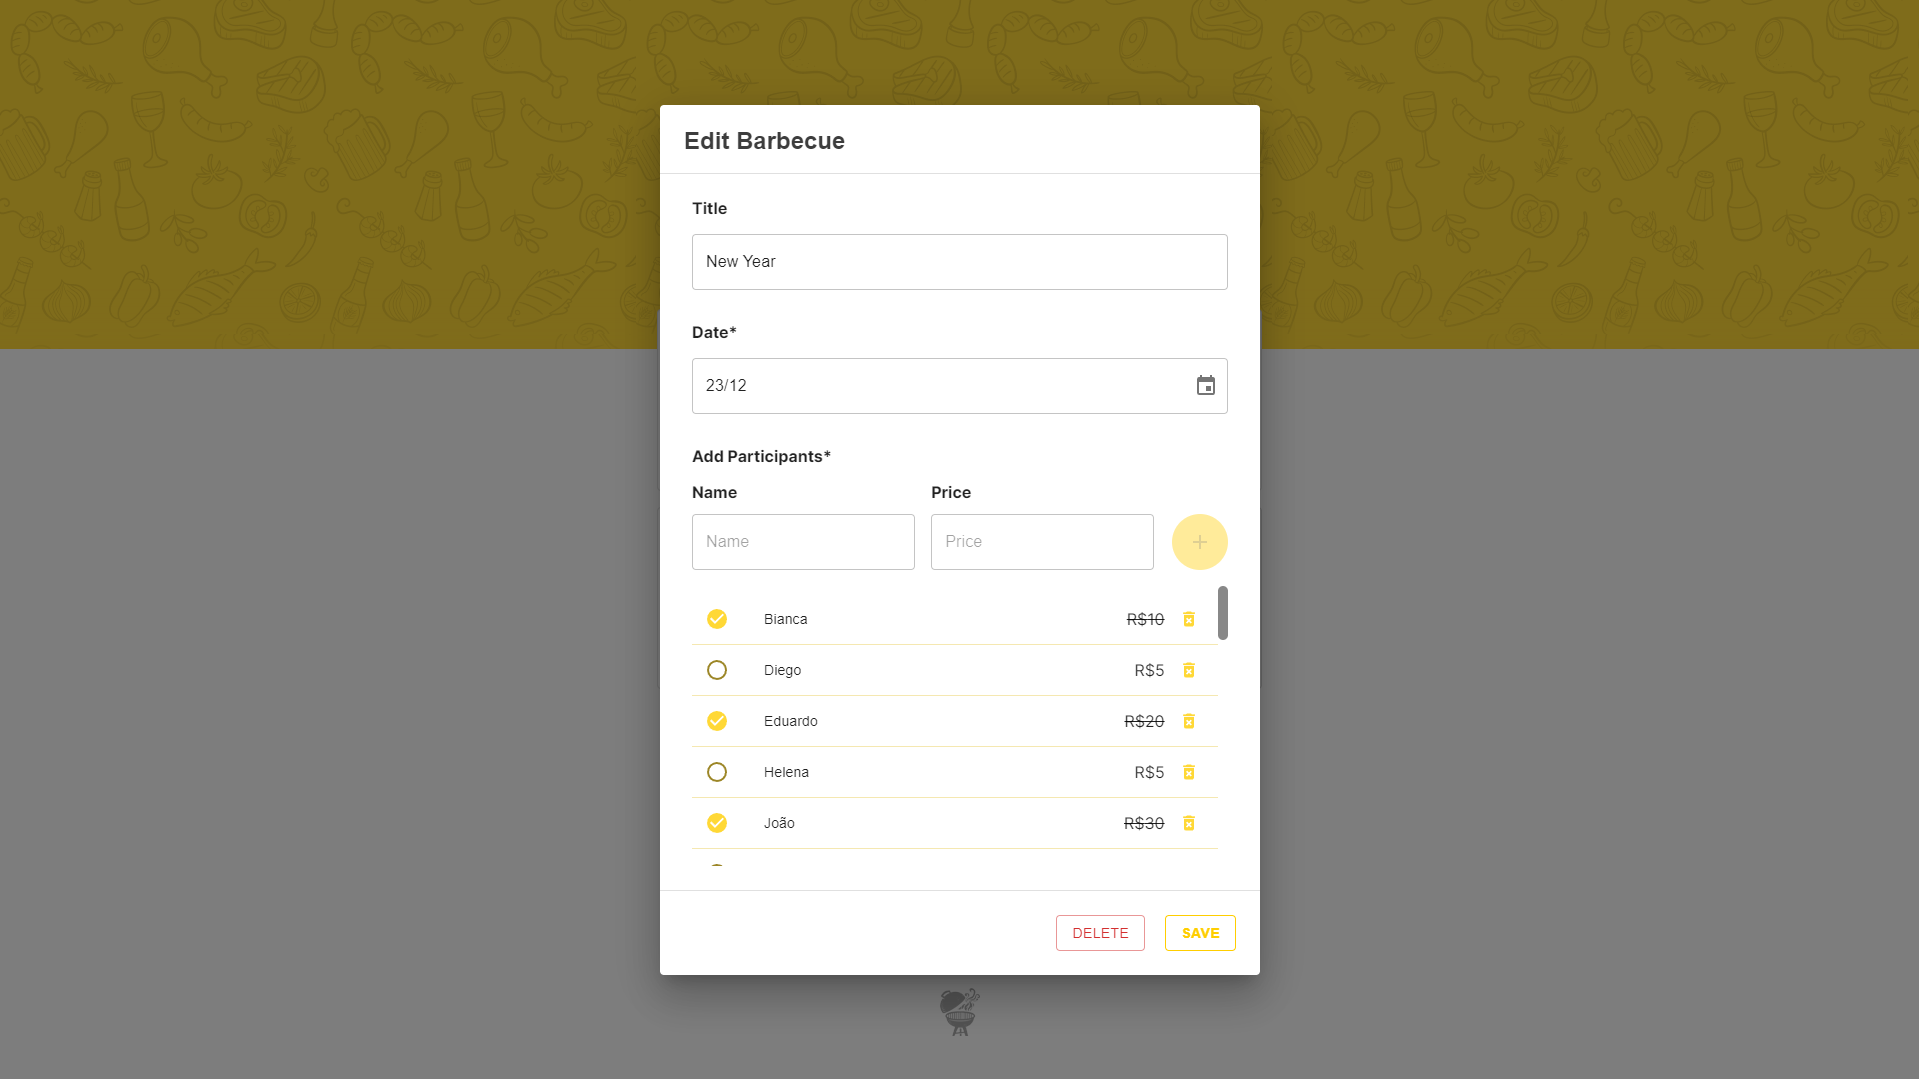 Edit Barbecue
Title
New Year
Date*
23/12
Add Participants*
Name Price
Name Price
Bianca R$10
Diego R$5
Eduardo R$20
Helena R$5
João R$30
DELETE SAVE